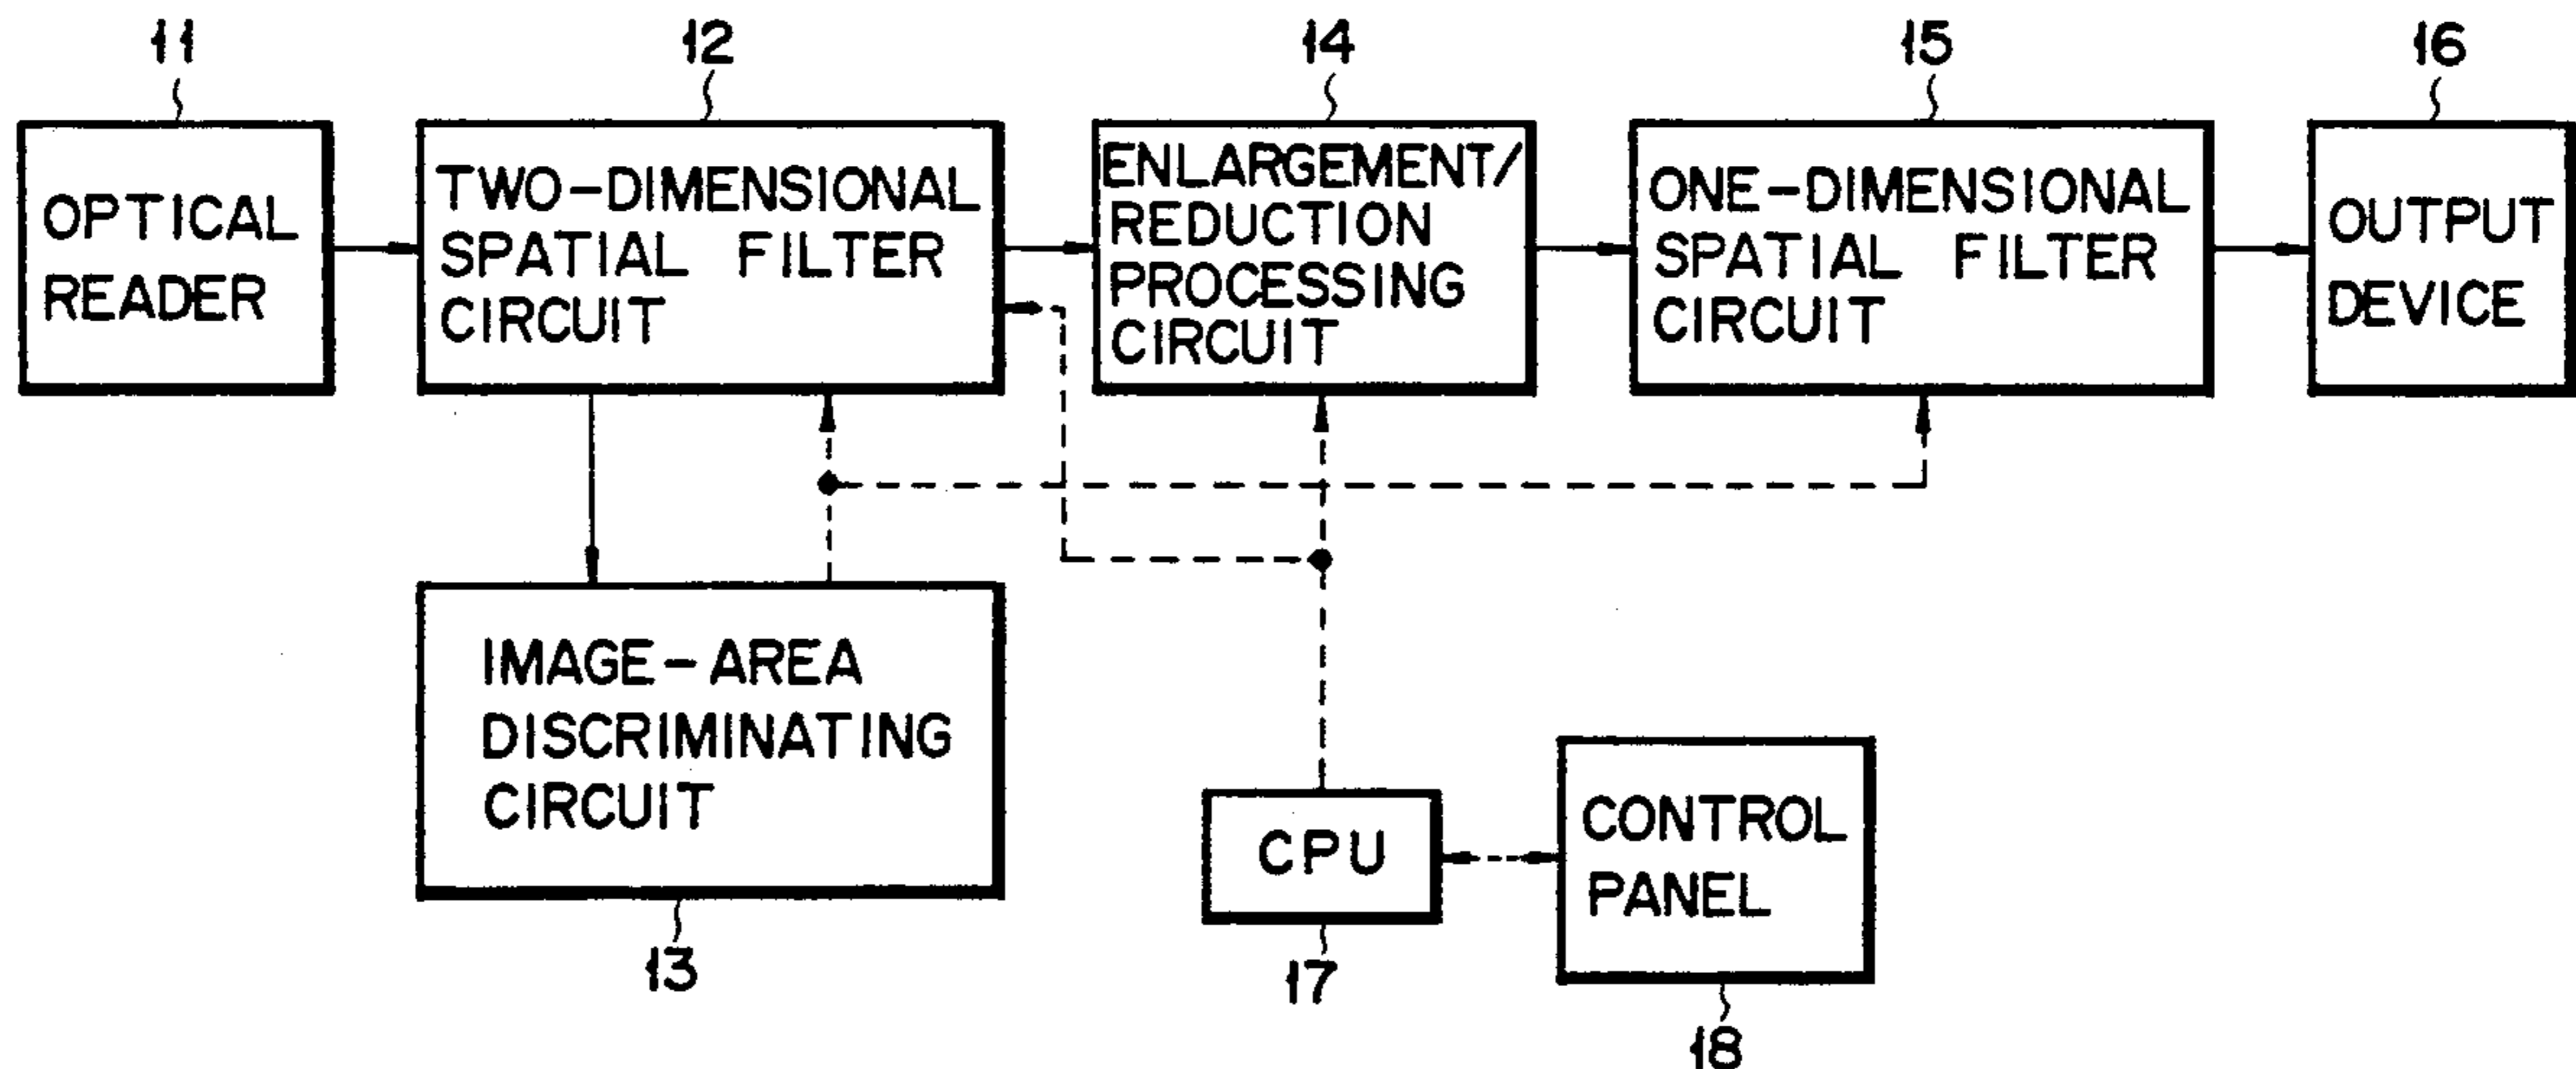 11
12
14
15
16
OPTICAL
READER
TWO-DIMENSIONAL
SPATIAL FILTER
CIRCUIT
ENLARGEMENT/
REDUCTION
PROCESSING
CIRCUIT
ONE-DIMENSIONAL
SPATIAL FILTER
CIRCUIT
OUTPUT
DEVICE
IMAGE-AREA
DISCRIMINATING
CIRCUIT
13
CPU
17
CONTROL
PANEL
18